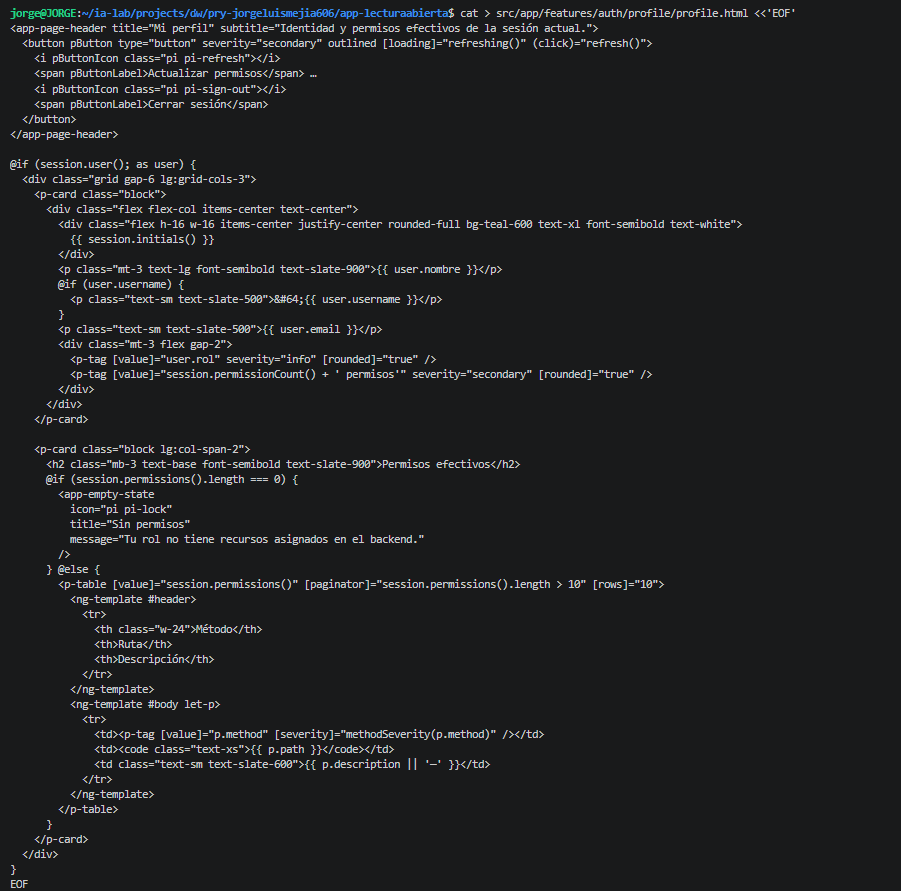 jorge@JORGE:~/ia-lab/projects/dw/pry-jorgeluismejia606/app-lecturaabierta$ cat > src/app/features/auth/profile/profile.html <<'EOF'
<app-page-header title="Mi perfil" subtitle="Identidad y permisos efectivos de la sesión actual.">
  <button pButton type="button" severity="secondary" outlined [loading]="refreshing()" (click)="refresh()">
    <i pButtonIcon class="pi pi-refresh"></i>
    <span pButtonLabel>Actualizar permisos</span> …
    <i pButtonIcon class="pi pi-sign-out"></i>
    <span pButtonLabel>Cerrar sesión</span>
  </button>
</app-page-header>

@if (session.user(); as user) {
  <div class="grid gap-6 lg:grid-cols-3">
    <p-card class="block">
      <div class="flex flex-col items-center text-center">
        <div class="flex h-16 w-16 items-center justify-center rounded-full bg-teal-600 text-xl font-semibold text-white">
          {{ session.initials() }}
        </div>
        <p class="mt-3 text-lg font-semibold text-slate-900">{{ user.nombre }}</p>
        @if (user.username) {
          <p class="text-sm text-slate-500">&#64;{{ user.username }}</p>
        }
        <p class="text-sm text-slate-500">{{ user.email }}</p>
        <div class="mt-3 flex gap-2">
          <p-tag [value]="user.rol" severity="info" [rounded]="true" />
          <p-tag [value]="session.permissionCount() + ' permisos'" severity="secondary" [rounded]="true" />
        </div>
      </div>
    </p-card>

    <p-card class="block lg:col-span-2">
      <h2 class="mb-3 text-base font-semibold text-slate-900">Permisos efectivos</h2>
      @if (session.permissions().length === 0) {
        <app-empty-state
          icon="pi pi-lock"
          title="Sin permisos"
          message="Tu rol no tiene recursos asignados en el backend."
        />
      } @else {
        <p-table [value]="session.permissions()" [paginator]="session.permissions().length > 10" [rows]="10">
          <ng-template #header>
            <tr>
              <th class="w-24">Método</th>
              <th>Ruta</th>
              <th>Descripción</th>
            </tr>
          </ng-template>
          <ng-template #body let-p>
            <tr>
              <td><p-tag [value]="p.method" [severity]="methodSeverity(p.method)" /></td>
              <td><code class="text-xs">{{ p.path }}</code></td>
              <td class="text-sm text-slate-600">{{ p.description || '—' }}</td>
            </tr>
          </ng-template>
        </p-table>
      }
    </p-card>
  </div>
}
EOF